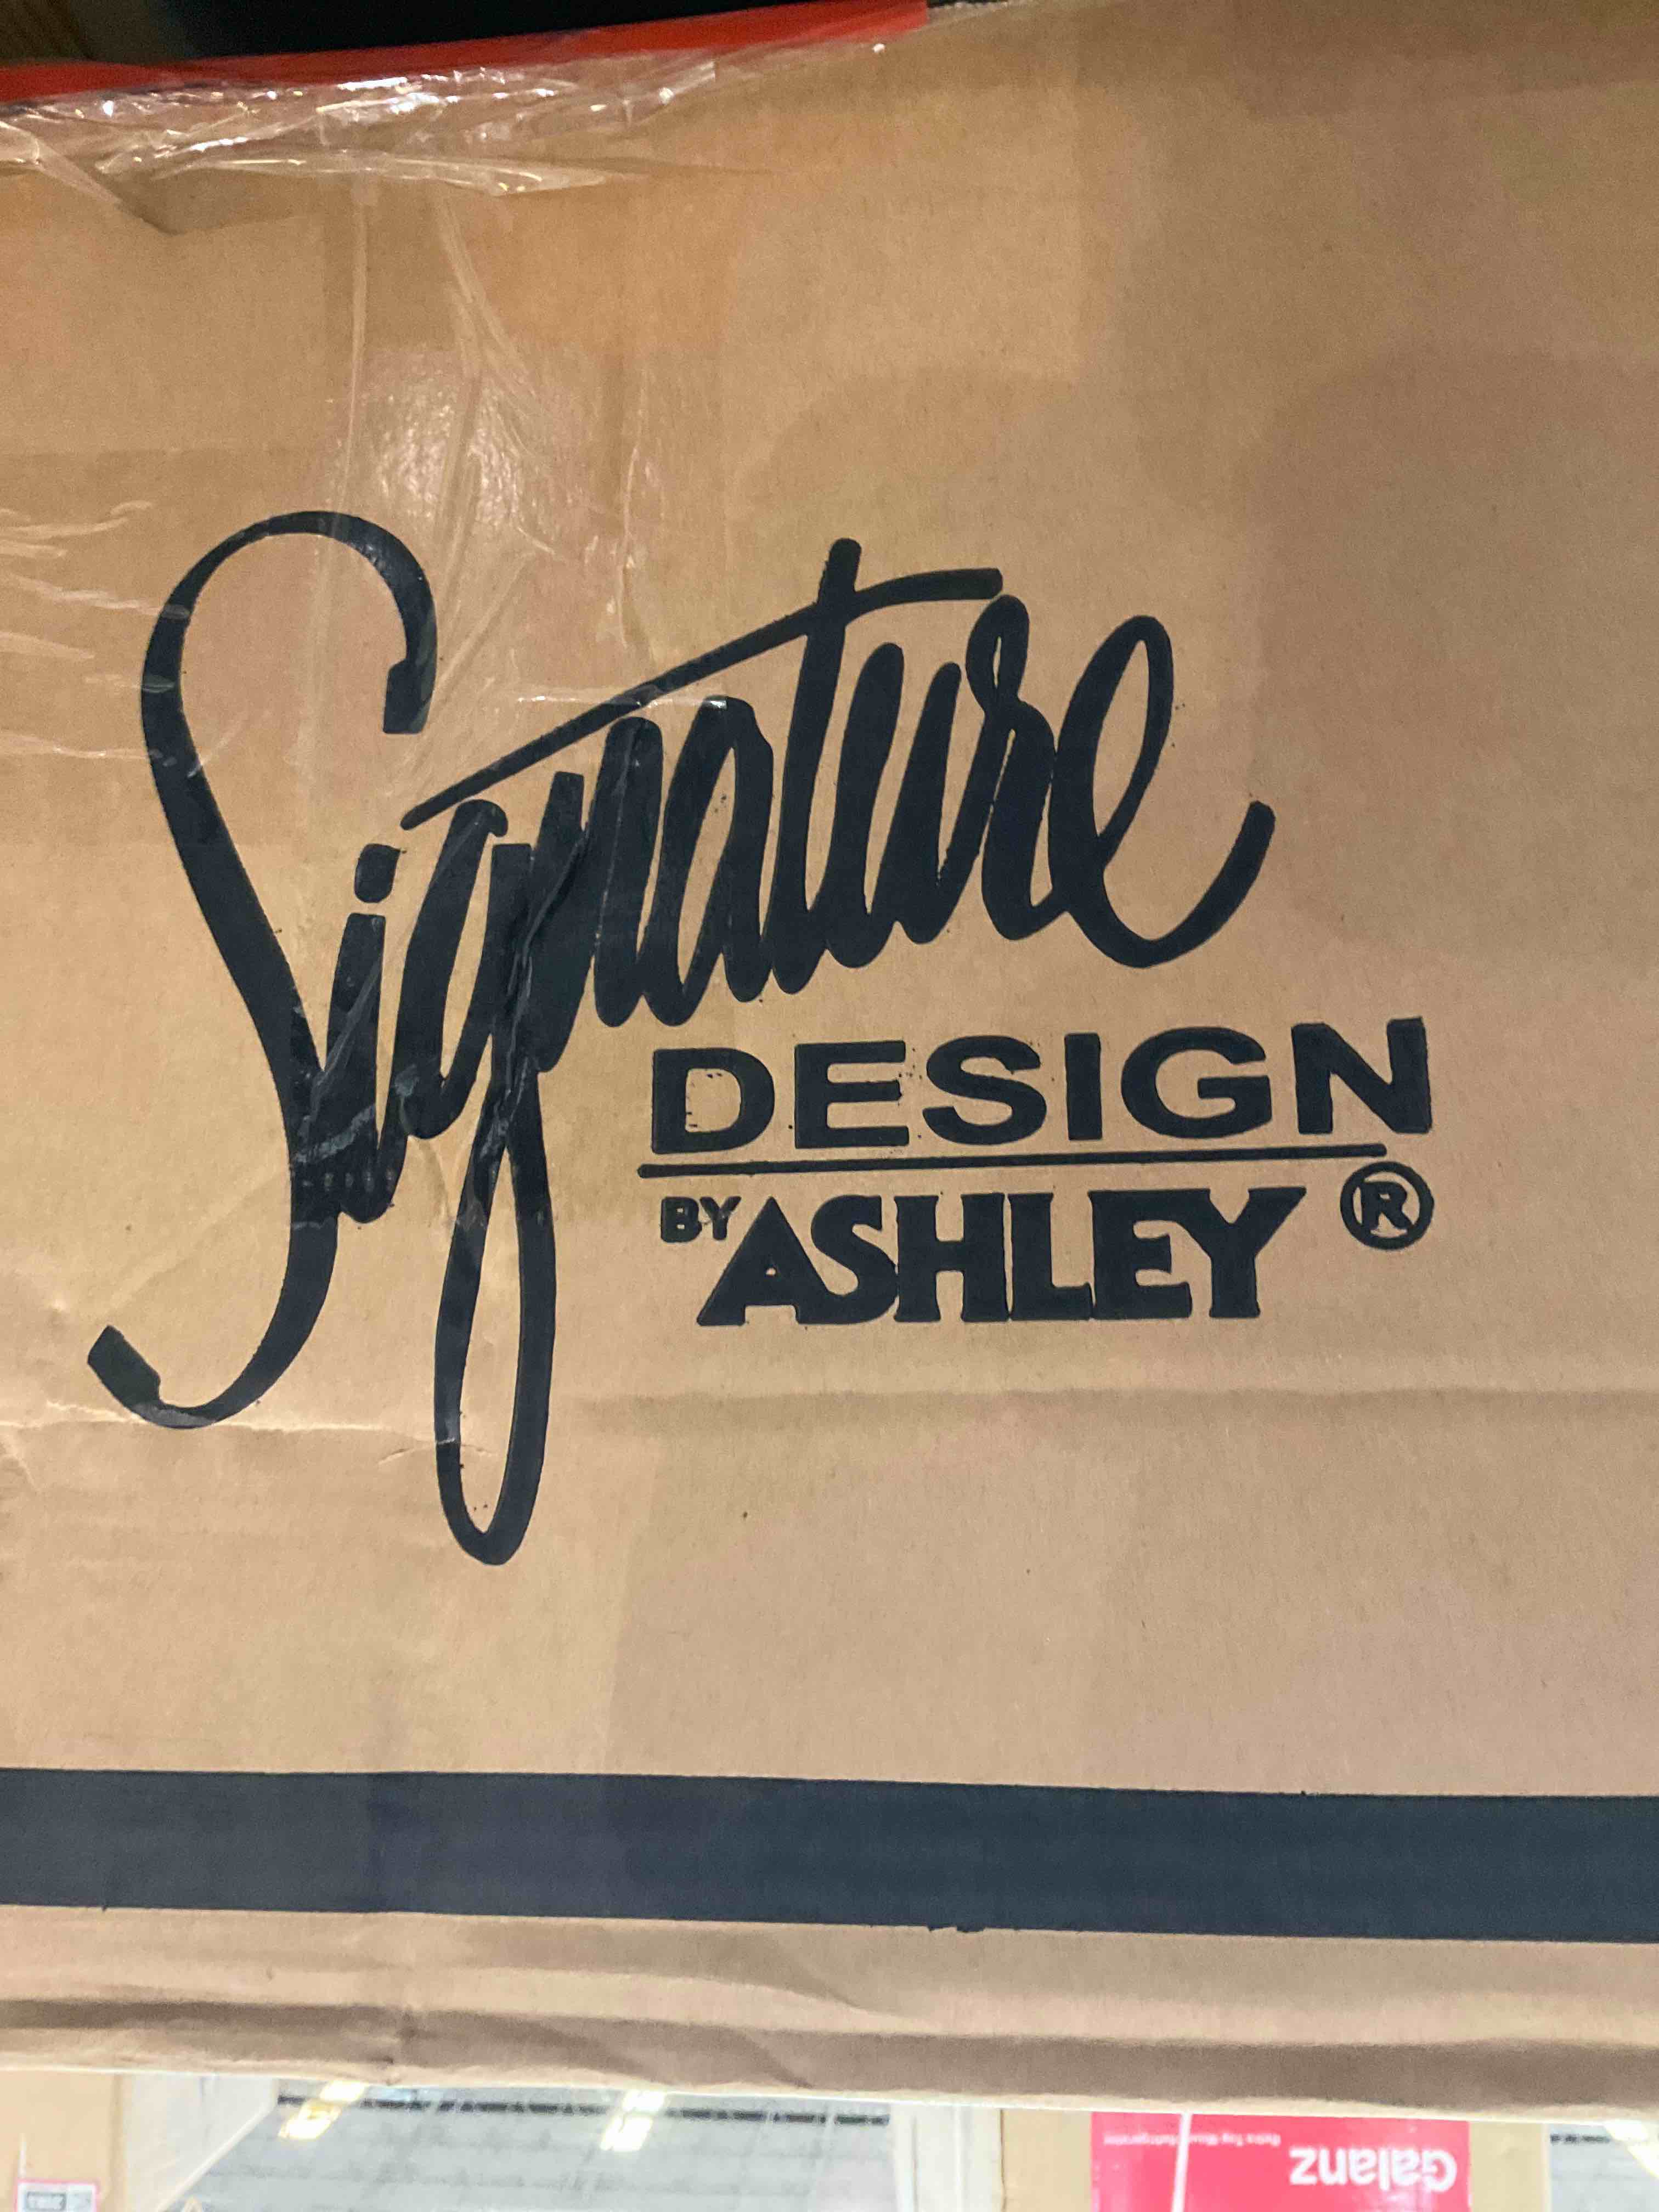 Signature
DESIGN
BY ASHLEY ®
Galanz